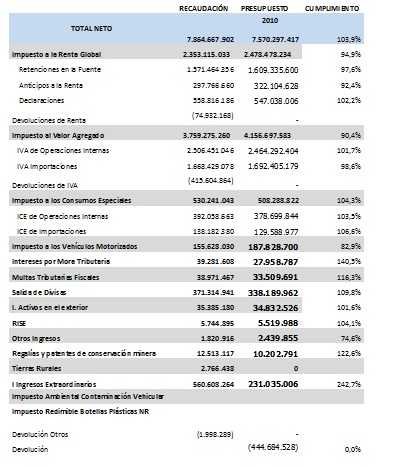 RECAUDACIÓN PRESUPUESTO CUMPLIMIENTO
2010
TOTAL NETO
7.864.667.902 7.570.297.417 103,9%
Impuesto a la Renta Global 2.353.115.033 2.478.478.234 94,9%
Retenciones en la Fuente 1.571.464.356 1.609.335.600 97,6%
Anticipos a la Renta 297.766.660 322.104.628 92,4%
Declaraciones 558.816.186 547.038.006 102,2%
Devoluciones de Renta (74.932.168) -
Impuesto al Valor Agregado 3.759.275.260 4.156.697.583 90,4%
IVA de Operaciones Internas 2.506.451.046 2.464.292.404 101,7%
IVA Importaciones 1.668.429.078 1.692.405.179 98,6%
Devoluciones de IVA (415.604.864) -
Impuesto a los Consumos Especiales 530.241.043 508.288.822 104,3%
ICE de Operaciones Internas 392.058.663 378.699.844 103,5%
ICE de Importaciones 138.182.380 129.588.977 106,6%
Impuesto a los Vehículos Motorizados 155.628.030 187.828.700 82,9%
Intereses por Mora Tributaria 39.281.608 27.958.787 140,5%
Multas Tributarias Fiscales 38.971.467 33.509.691 116,3%
Salida de Divisas 371.314.941 338.189.962 109,8%
I. Activos en el exterior 35.385.180 34.832.526 101,6%
RISE 5.744.895 5.519.988 104,1%
Otros Ingresos 1.820.916 2.439.855 74,6%
Regalías y patentes de conservación minera 12.513.117 10.202.791 122,6%
Tierras Rurales 2.766.438 0
I Ingresos Extraordinarios 560.608.264 231.035.006 242,7%
Impuesto Ambiental Contaminación Vehicular
Impuesto Redimible Botellas Plásticas NR
Devolución Otros (1.998.289) -
Devolución (444.684.528) 0,0%